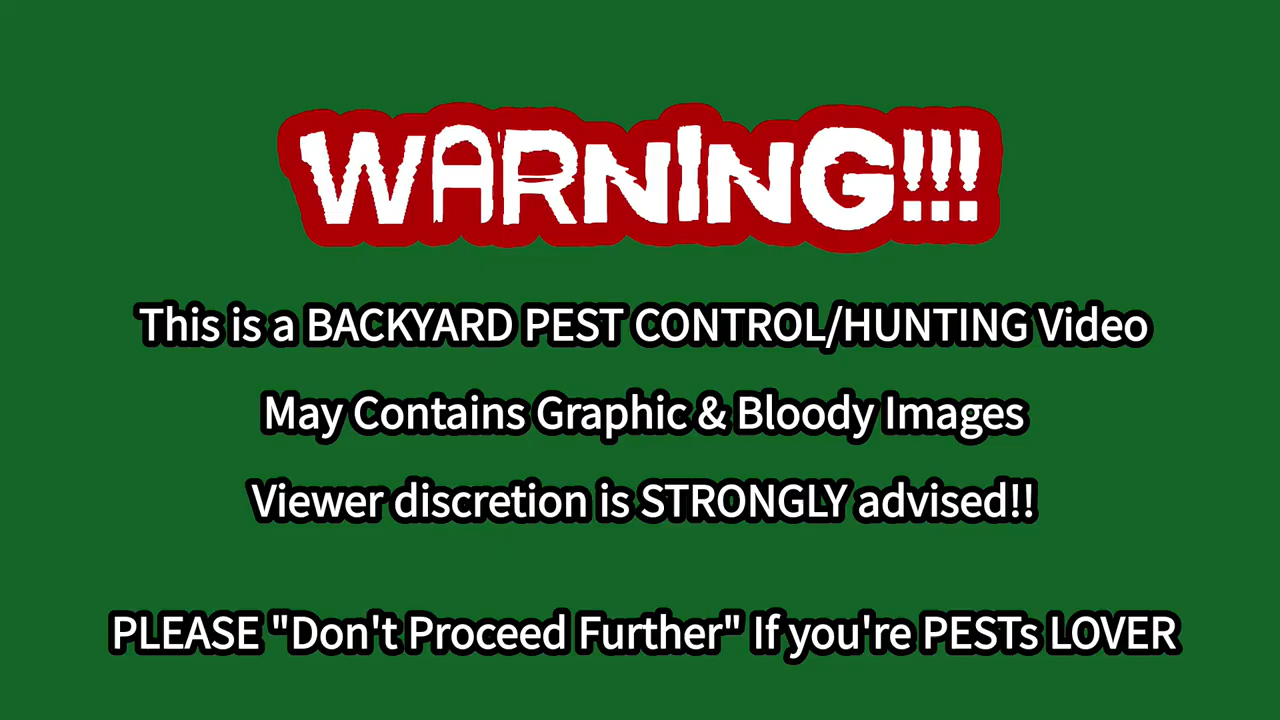 WARNING!!!
This is a BACKYARD PEST CONTROL/HUNTING Video
May Contains Graphic & Bloody Images
Viewer discretion is STRONGLY advised!!
PLEASE "Don't Proceed Further" If you're PESTs LOVER